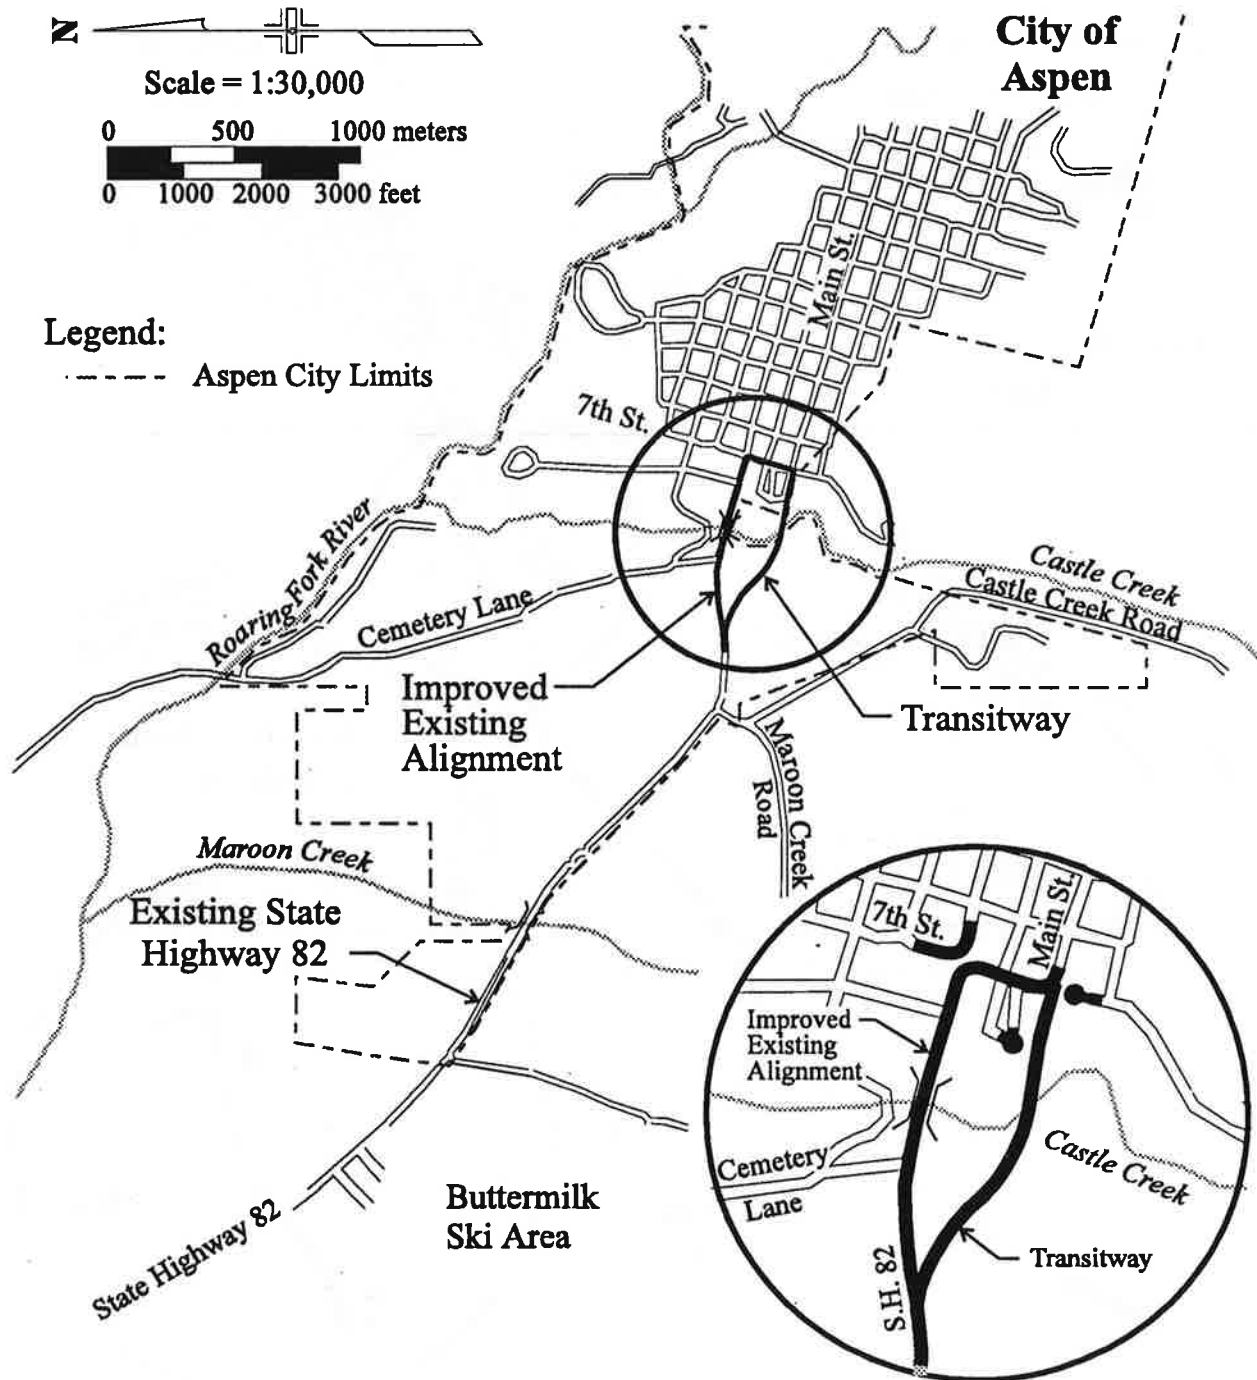 N
Scale = 1:30,000
0 500 1000 meters
0 1000 2000 3000 feet
City of
Aspen
Legend:
Aspen City Limits
Main St.
7th St.
Roaring Fork River
Cemetery Lane
Castle Creek
Castle Creek Road
Improved
Existing
Alignment
Transitway
Maroon Creek
Road
Maroon Creek
Existing State
Highway 82
State Highway 82
Buttermilk
Ski Area
7th St.
Main St.
Improved
Existing
Alignment
Cemetery
Lane
Castle Creek
Transitway
S.H. 82